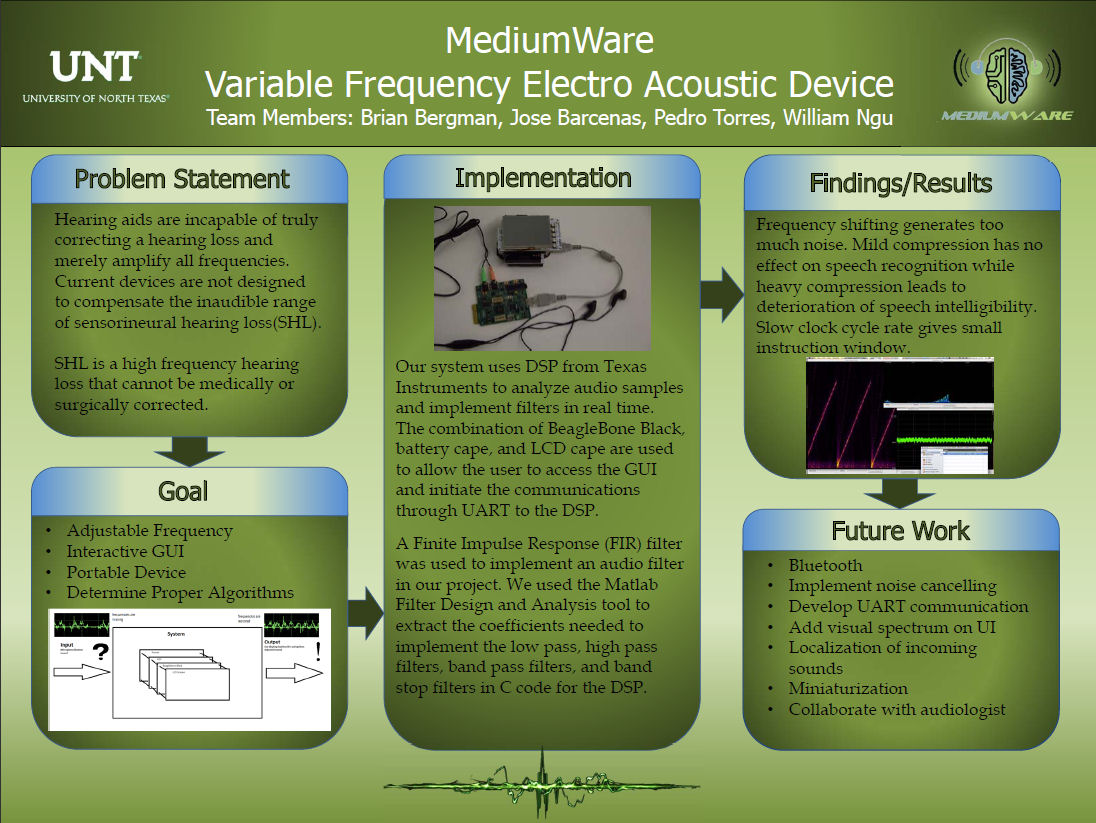 UNT
UNIVERSITY OF NORTH TEXAS
MediumWare
Variable Frequency Electro Acoustic Device
Team Members: Brian Bergman, Jose Barcenas, Pedro Torres, William Ngu
MEDIUMWARE
Problem Statement
Hearing aids are incapable of truly
correcting a hearing loss and
merely amplify all frequencies.
Current devices are not designed
to compensate the inaudible range
of sensorineural hearing loss(SHL).
SHL is a high frequency hearing
loss that cannot be medically or
surgically corrected.
Goal
• Adjustable Frequency
• Interactive GUI
• Portable Device
• Determine Proper Algorithms
System
Input
?
Output
!
Implementation
Our system uses DSP from Texas
Instruments to analyze audio samples
and implement filters in real time.
The combination of BeagleBone Black,
battery cape, and LCD cape are used
to allow the user to access the GUI
and initiate the communications
through UART to the DSP.
A Finite Impulse Response (FIR) filter
was used to implement an audio filter
in our project. We used the Matlab
Filter Design and Analysis tool to
extract the coefficients needed to
implement the low pass, high pass
filters, band pass filters, and band
stop filters in C code for the DSP.
Findings/Results
Frequency shifting generates too
much noise. Mild compression has no
effect on speech recognition while
heavy compression leads to
deterioration of speech intelligibility.
Slow clock cycle rate gives small
instruction window.
Future Work
• Bluetooth
• Implement noise cancelling
• Develop UART communication
• Add visual spectrum on UI
• Localization of incoming
sounds
• Miniaturization
• Collaborate with audiologist